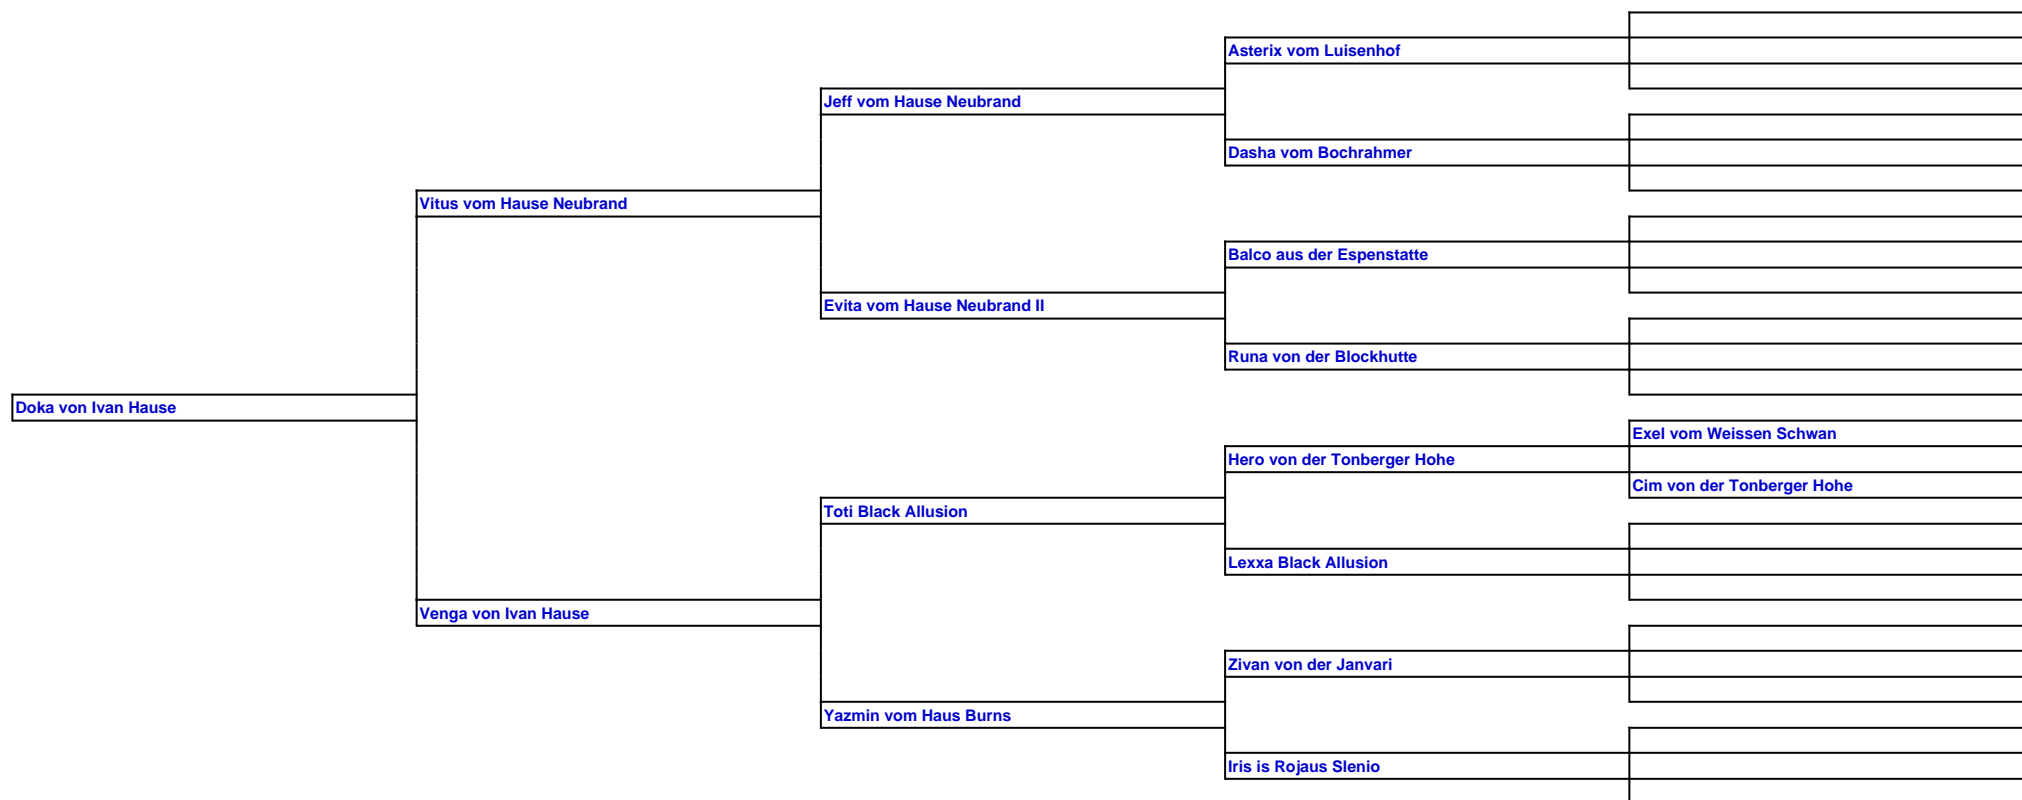 Asterix vom Luisenhof
Jeff vom Hause Neubrand
Dasha vom Bochrahmer
Vitus vom Hause Neubrand
Balco aus der Espenstatte
Evita vom Hause Neubrand II
Runa von der Blockhutte
Doka von Ivan Hause
Exel vom Weissen Schwan
Hero von der Tonberger Hohe
Cim von der Tonberger Hohe
Toti Black Allusion
Lexxa Black Allusion
Venga von Ivan Hause
Zivan von der Janvari
Yazmin vom Haus Burns
Iris is Rojaus Slenio